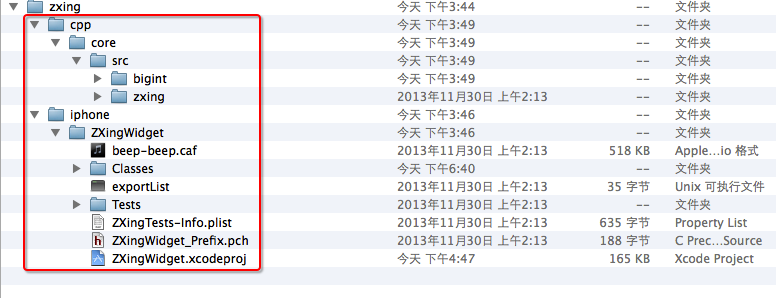 zxing 今天 下午3:44 -- 文件夹
cpp 今天 下午3:49 -- 文件夹
core 今天 下午3:49 -- 文件夹
src 今天 下午3:49 -- 文件夹
bigint 今天 下午3:49 -- 文件夹
zxing 2013年11月30日 上午2:13 -- 文件夹
iphone 今天 下午3:46 -- 文件夹
ZXingWidget 今天 下午3:46 -- 文件夹
beep-beep.caf 2013年11月30日 上午2:13 518 KB Apple...io 格式
Classes 今天 下午6:40 -- 文件夹
exportList 2013年11月30日 上午2:13 35 字节 Unix 可执行文件
Tests 2013年11月30日 上午2:13 -- 文件夹
ZXingTests-Info.plist 2013年11月30日 上午2:13 635 字节 Property List
ZXingWidget_Prefix.pch 2013年11月30日 上午2:13 188 字节 C Prec...Source
ZXingWidget.xcodeproj 今天 下午4:47 165 KB Xcode Project